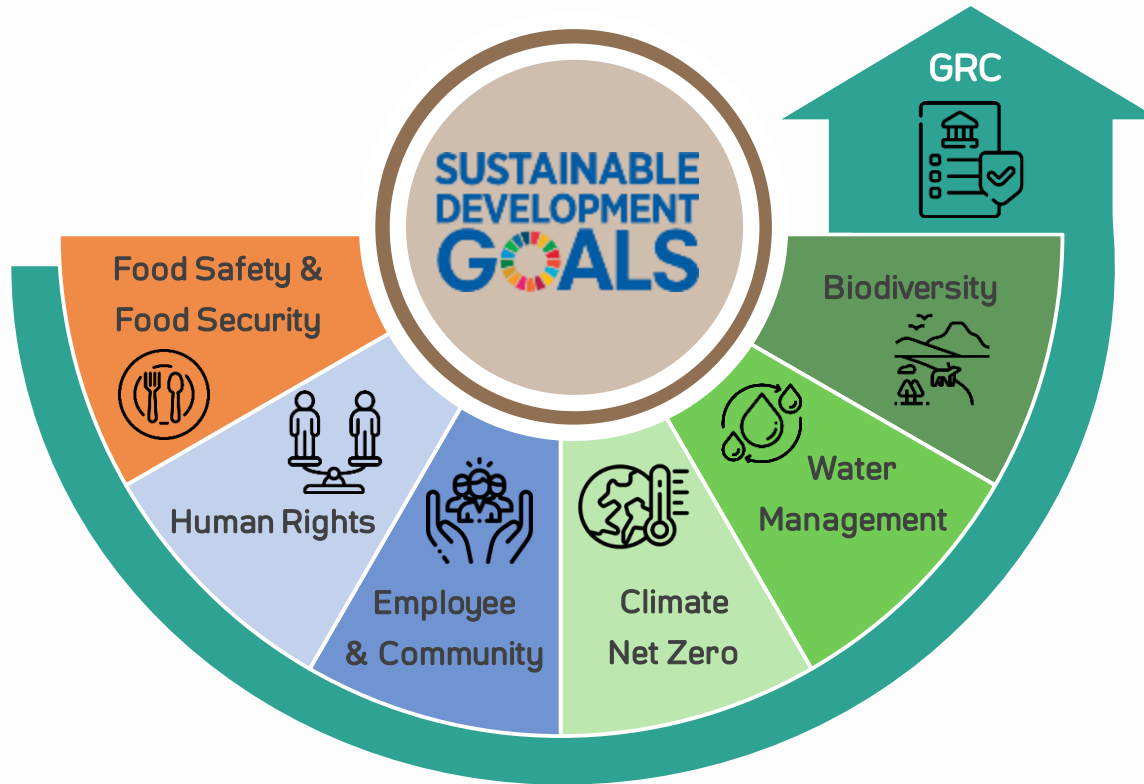 SUSTAINABLE
DEVELOPMENT
GOALS
GRC
Food Safety &
Food Security
Human Rights
Employee
& Community
Climate
Net Zero
Water
Management
Biodiversity